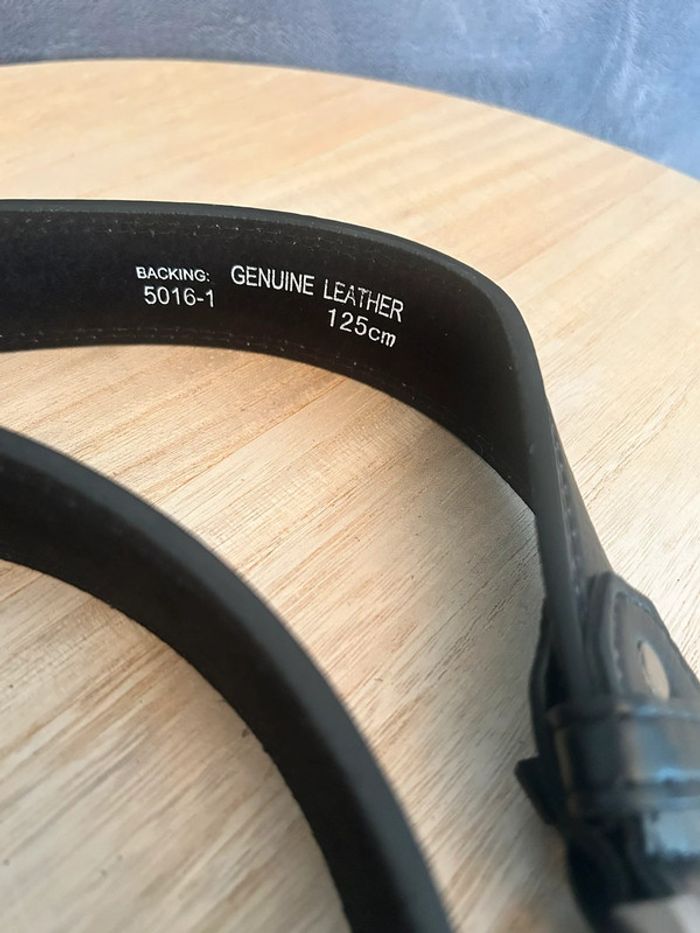 BACKING: GENUINE LEATHER
5016-1 125cm